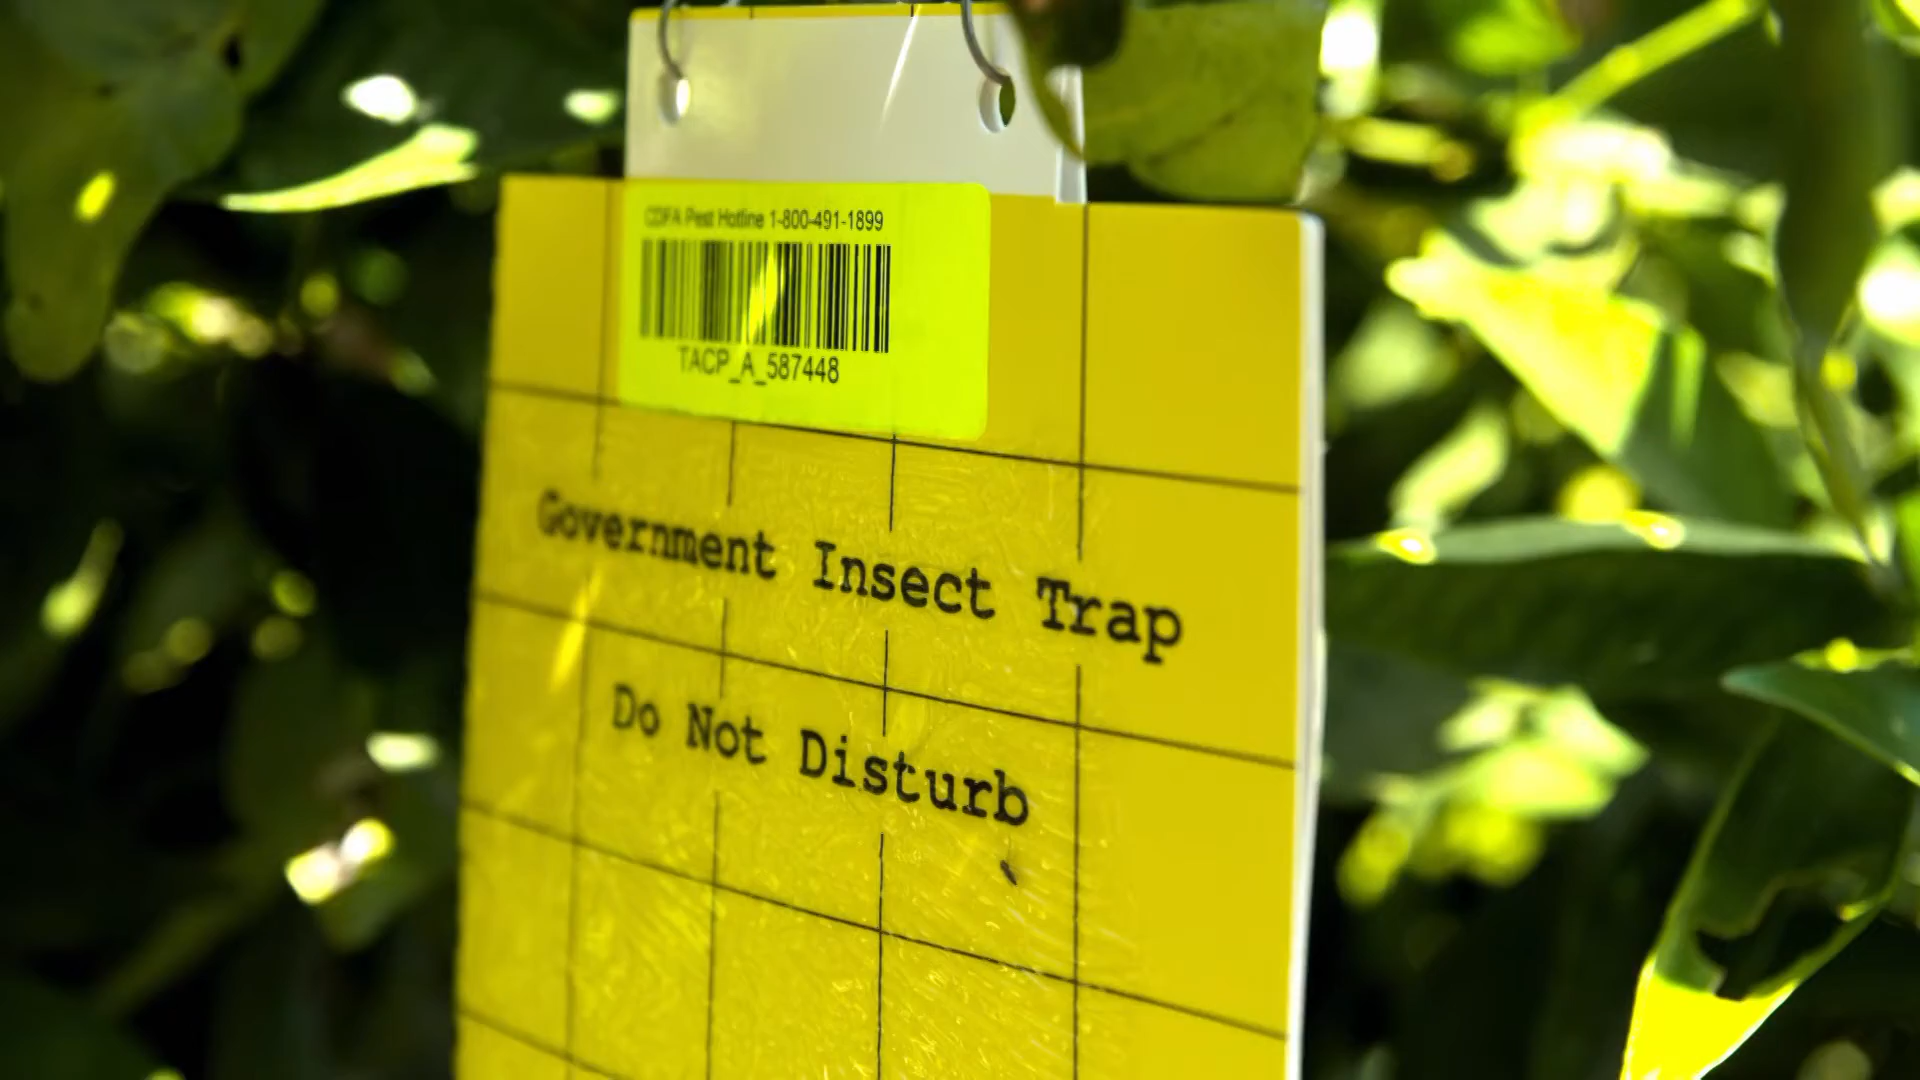 CDFA Pest Hotline 1-800-491-1899
TACP_A_587448
Government Insect Trap
Do Not Disturb